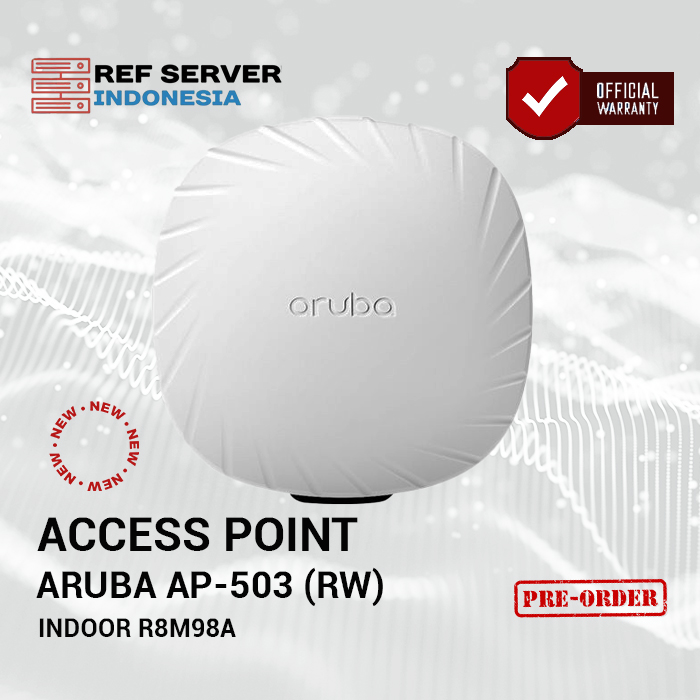 REF SERVER
INDONESIA
OFFICIAL
WARRANTY
aruba
NEW • NEW • NEW • NEW • NEW •
ACCESS POINT
ARUBA AP-503 (RW)
INDOOR R8M98A
PRE-ORDER